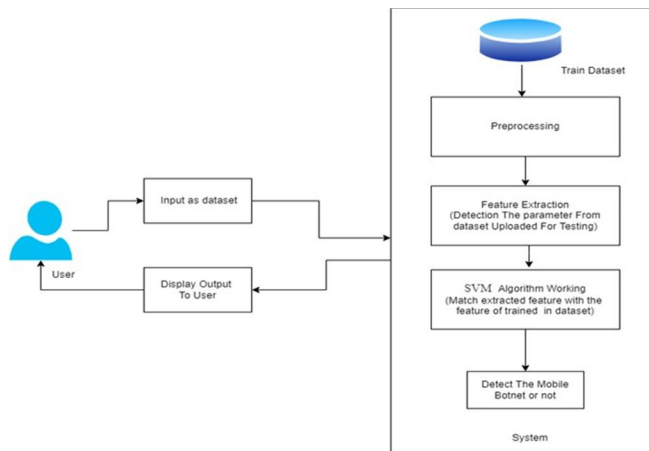 Train Dataset
Preprocessing
Input as dataset
Feature Extraction
(Detection The parameter From
dataset Uploaded For Testing)
User
Display Output
To User
SVM Algorithm Working
(Match extracted feature with the
feature of trained in dataset)
Detect The Mobile
Botnet or not
System